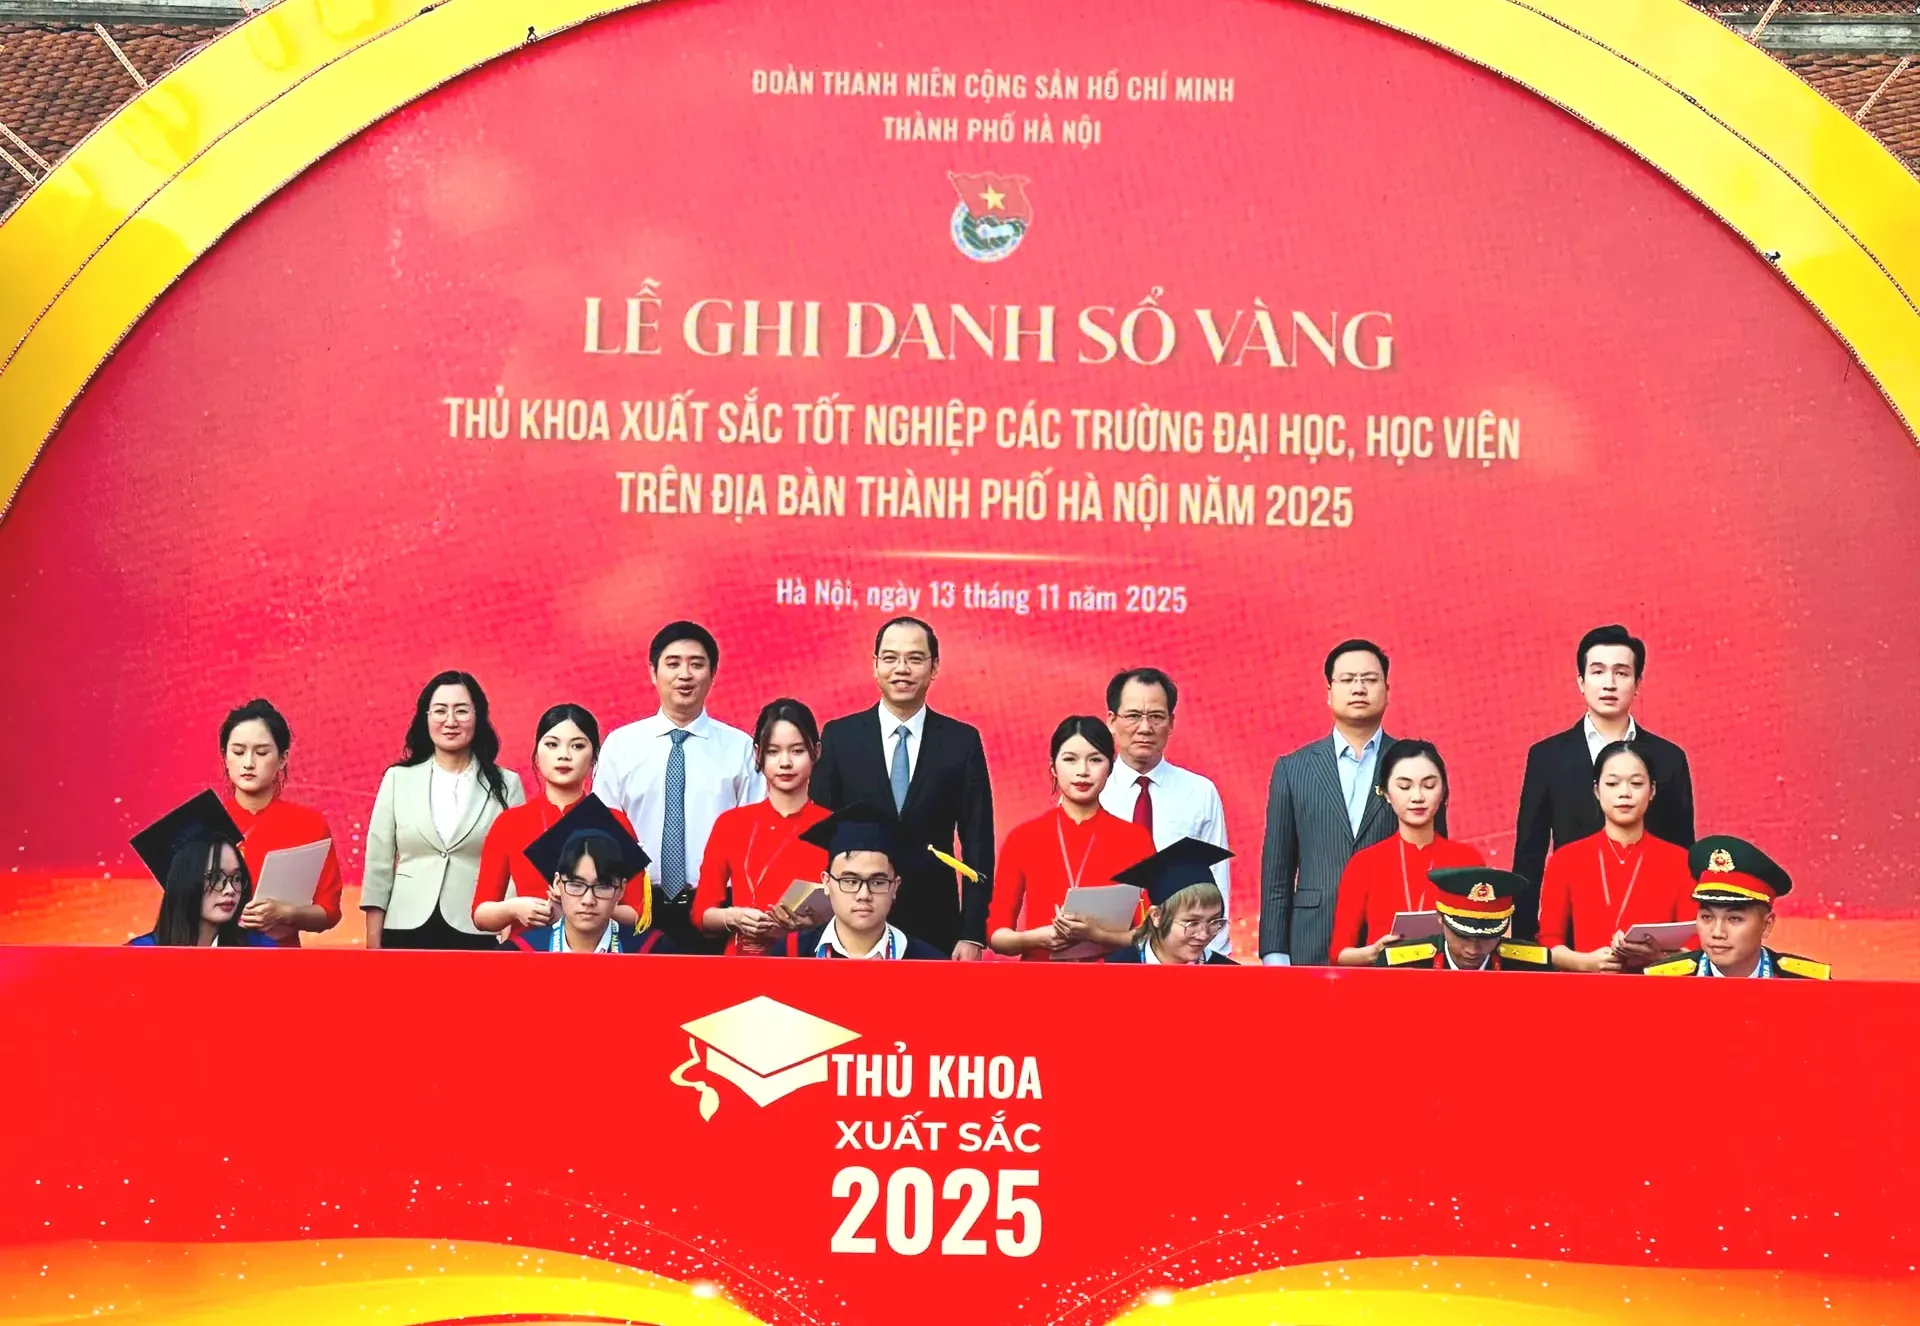 ĐOÀN THANH NIÊN CỘNG SẢN HỒ CHÍ MINH
THÀNH PHỐ HÀ NỘI
LỄ GHI DANH SỔ VÀNG
THỦ KHOA XUẤT SẮC TỐT NGHIỆP CÁC TRƯỜNG ĐẠI HỌC, HỌC VIỆN
TRÊN ĐỊA BÀN THÀNH PHỐ HÀ NỘI NĂM 2025
Hà Nội, ngày 13 tháng 11 năm 2025
THỦ KHOA
XUẤT SẮC
2025